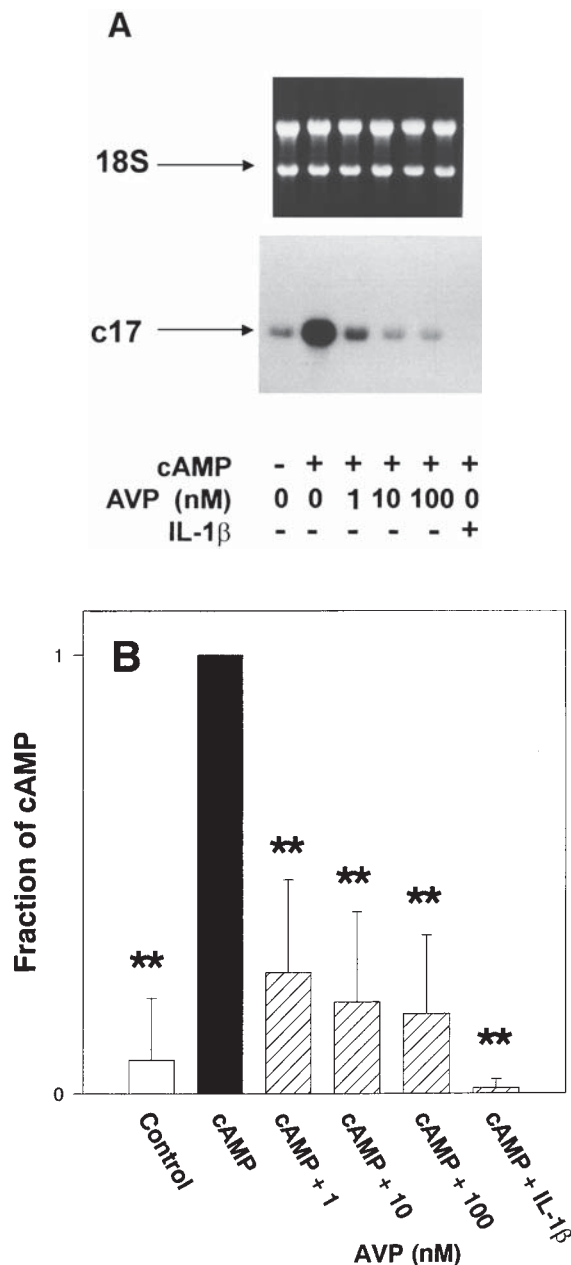 A
18S
c17
cAMP - + + + + +
AVP (nM) 0 0 1 10 100 0
IL-1β - - - - - +
B
Fraction of cAMP
1
0
**
**
**
**
**
Control
cAMP
cAMP + 1
cAMP + 10
cAMP + 100
cAMP + IL-1β
AVP (nM)